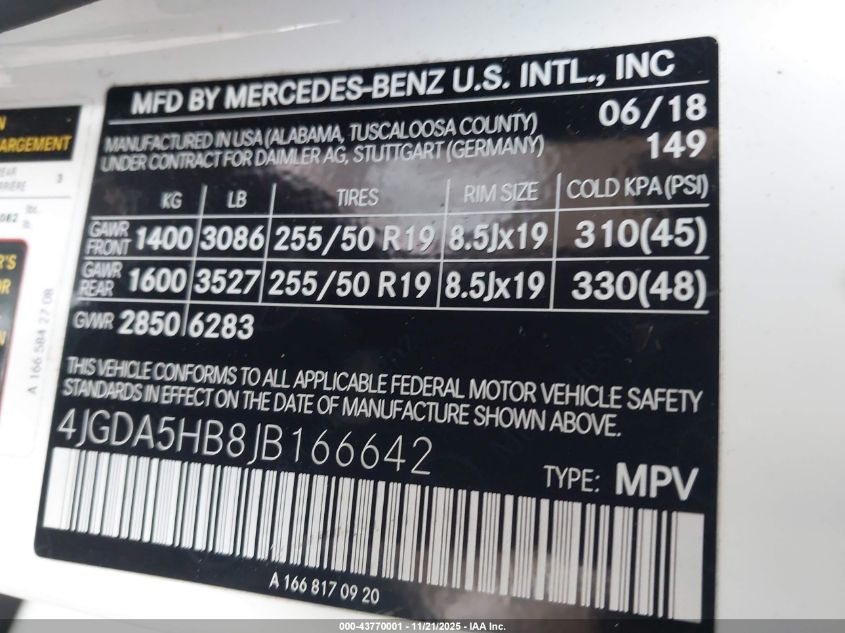 MFD BY MERCEDES-BENZ U.S. INTL., INC
MANUFACTURED IN USA (ALABAMA, TUSCALOOSA COUNTY) 06/18
UNDER CONTRACT FOR DAIMLER AG, STUTTGART (GERMANY) 149
KG LB TIRES RIM SIZE COLD KPA (PSI)
GAWR FRONT 1400 3086 255/50 R19 8.5Jx19 310(45)
GAWR REAR 1600 3527 255/50 R19 8.5Jx19 330(48)
GVWR 2850 6283
THIS VEHICLE CONFORMS TO ALL APPLICABLE FEDERAL MOTOR VEHICLE SAFETY
STANDARDS IN EFFECT ON THE DATE OF MANUFACTURE SHOWN ABOVE.
4JGDA5HB8JB166642
TYPE: MPV
A 166 817 09 20
A 166 584 27 08
000-43770001 - 11/21/2025 - IAA Inc.